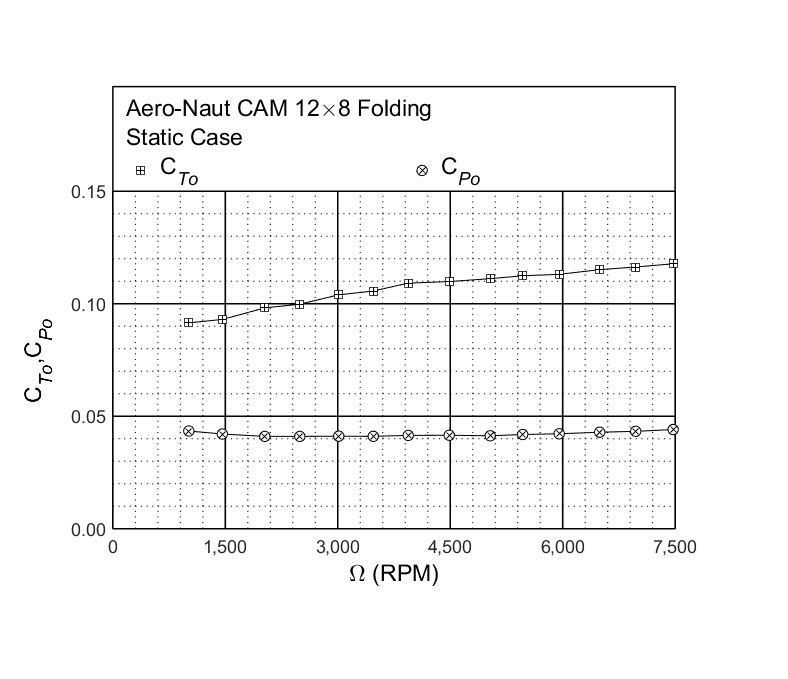 Aero-Naut CAM 12×8 Folding
Static Case
C_To C_Po
0.15
0.10
0.05
0.00
C_To, C_Po
0 1,500 3,000 4,500 6,000 7,500
Ω (RPM)